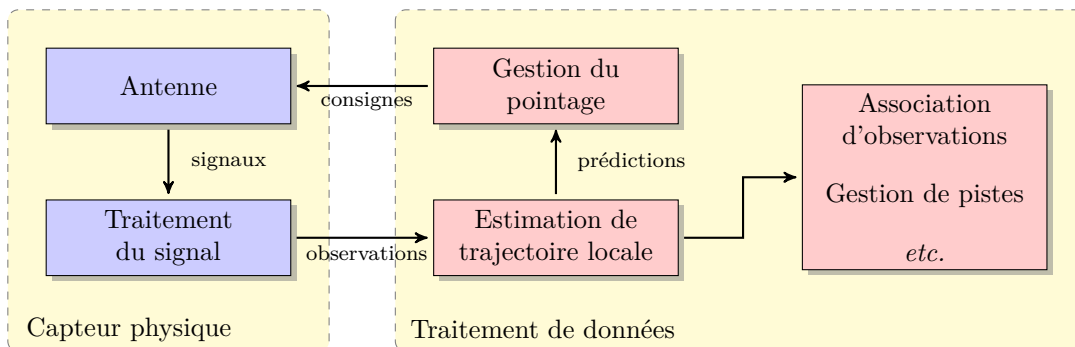 Antenne
consignes
Gestion du
pointage
Association
d'observations
Gestion de pistes
etc.
signaux
prédictions
Traitement
du signal
observations
Estimation de
trajectoire locale
Capteur physique
Traitement de données